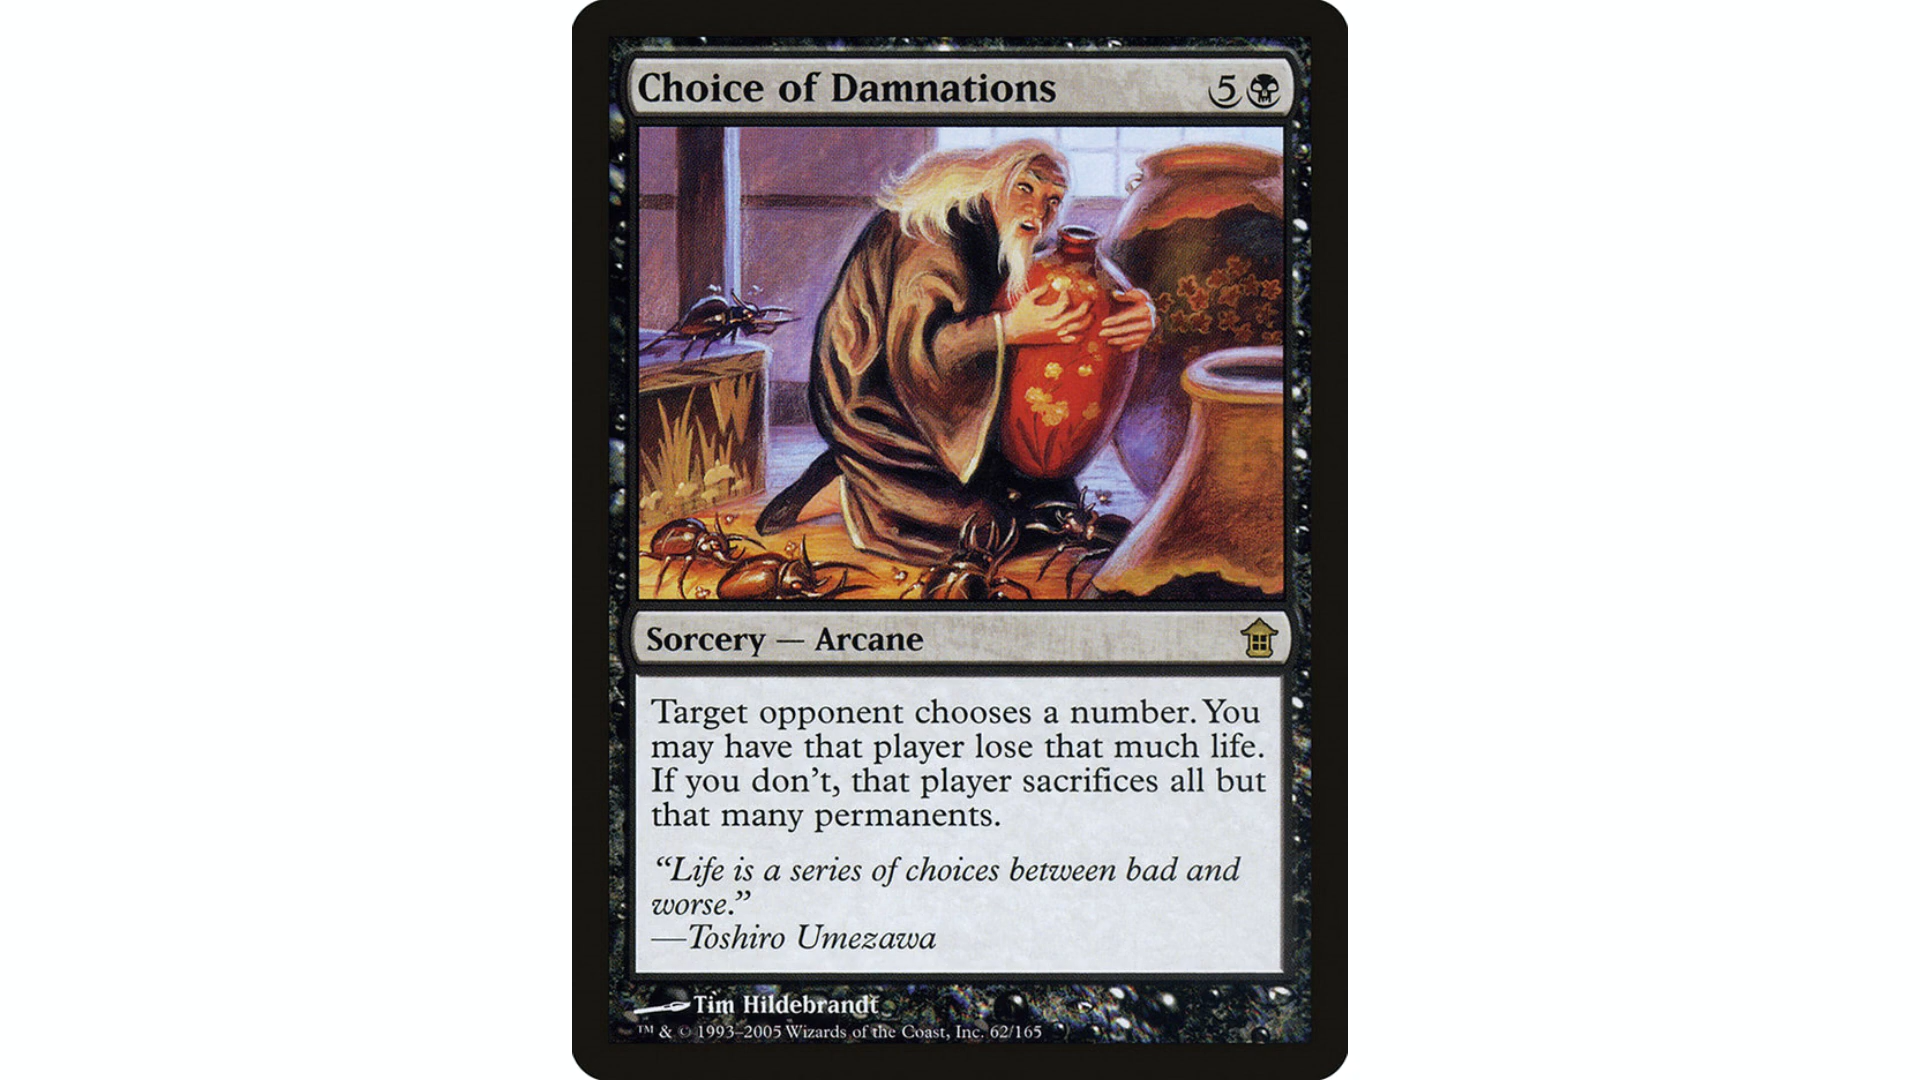 Choice of Damnations 5
Sorcery — Arcane
Target opponent chooses a number. You
may have that player lose that much life.
If you don't, that player sacrifices all but
that many permanents.
“Life is a series of choices between bad and
worse.”
—Toshiro Umezawa
Tim Hildebrandt
™ & © 1993–2005 Wizards of the Coast, Inc. 62/165